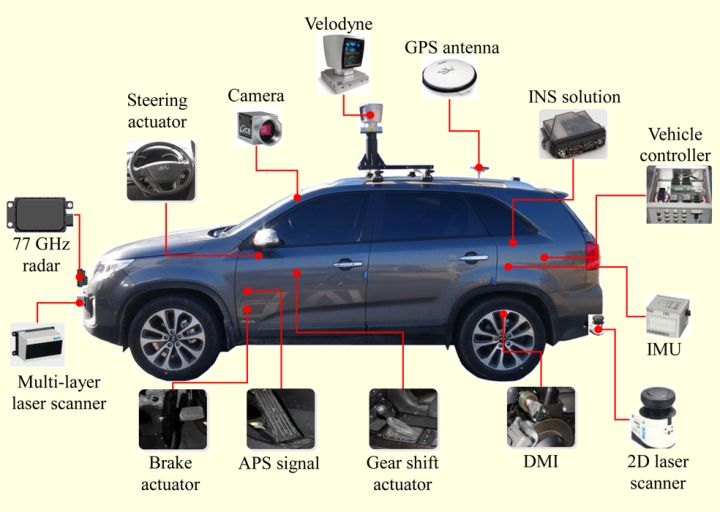 Velodyne
GPS antenna
Camera
INS solution
Steering
actuator
Vehicle
controller
77 GHz
radar
IMU
Multi-layer
laser scanner
Brake
actuator
APS signal
Gear shift
actuator
DMI
2D laser
scanner